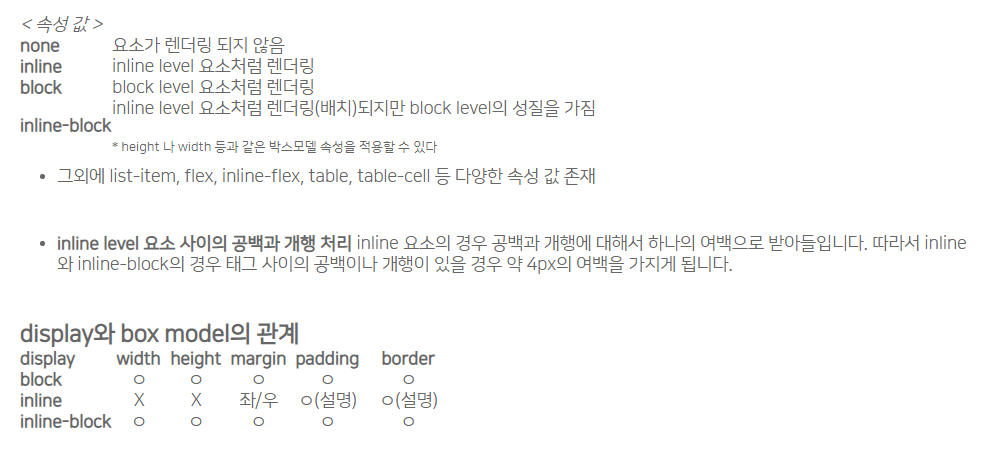 < 속성 값 >
none 요소가 렌더링 되지 않음
inline inline level 요소처럼 렌더링
block block level 요소처럼 렌더링
inline-block inline level 요소처럼 렌더링(배치)되지만 block level의 성질을 가짐
* height 나 width 등과 같은 박스모델 속성을 적용할 수 있다
• 그외에 list-item, flex, inline-flex, table, table-cell 등 다양한 속성 값 존재
• inline level 요소 사이의 공백과 개행 처리 inline 요소의 경우 공백과 개행에 대해서 하나의 여백으로 받아들입니다. 따라서 inline
와 inline-block의 경우 태그 사이의 공백이나 개행이 있을 경우 약 4px의 여백을 가지게 됩니다.
display와 box model의 관계
display width height margin padding border
block ㅇ ㅇ ㅇ ㅇ ㅇ
inline X X 좌/우 ㅇ(설명) ㅇ(설명)
inline-block ㅇ ㅇ ㅇ ㅇ ㅇ